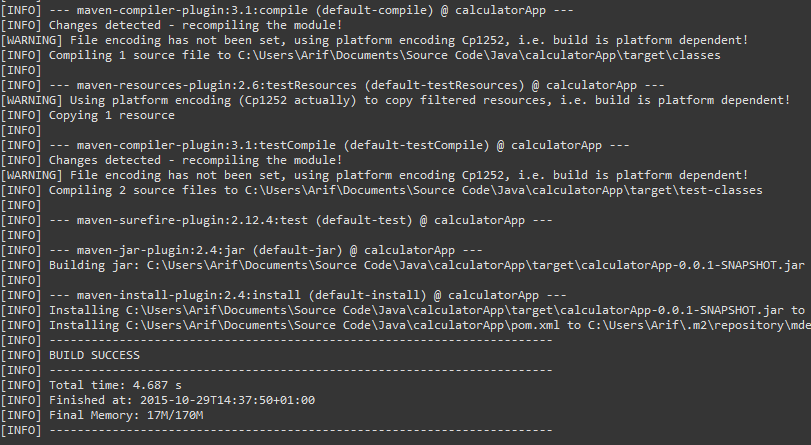 [INFO] --- maven-compiler-plugin:3.1:compile (default-compile) @ calculatorApp ---
[INFO] Changes detected - recompiling the module!
[WARNING] File encoding has not been set, using platform encoding Cp1252, i.e. build is platform dependent!
[INFO] Compiling 1 source file to C:\Users\Arif\Documents\Source Code\Java\calculatorApp\target\classes
[INFO]
[INFO] --- maven-resources-plugin:2.6:testResources (default-testResources) @ calculatorApp ---
[WARNING] Using platform encoding (Cp1252 actually) to copy filtered resources, i.e. build is platform dependent!
[INFO] Copying 1 resource
[INFO]
[INFO] --- maven-compiler-plugin:3.1:testCompile (default-testCompile) @ calculatorApp ---
[INFO] Changes detected - recompiling the module!
[WARNING] File encoding has not been set, using platform encoding Cp1252, i.e. build is platform dependent!
[INFO] Compiling 2 source files to C:\Users\Arif\Documents\Source Code\Java\calculatorApp\target\test-classes
[INFO]
[INFO] --- maven-surefire-plugin:2.12.4:test (default-test) @ calculatorApp ---
[INFO]
[INFO] --- maven-jar-plugin:2.4:jar (default-jar) @ calculatorApp ---
[INFO] Building jar: C:\Users\Arif\Documents\Source Code\Java\calculatorApp\target\calculatorApp-0.0.1-SNAPSHOT.jar
[INFO]
[INFO] --- maven-install-plugin:2.4:install (default-install) @ calculatorApp ---
[INFO] Installing C:\Users\Arif\Documents\Source Code\Java\calculatorApp\target\calculatorApp-0.0.1-SNAPSHOT.jar to
[INFO] Installing C:\Users\Arif\Documents\Source Code\Java\calculatorApp\pom.xml to C:\Users\Arif\.m2\repository\mde
[INFO] ------------------------------------------------------------------------
[INFO] BUILD SUCCESS
[INFO] ------------------------------------------------------------------------
[INFO] Total time: 4.687 s
[INFO] Finished at: 2015-10-29T14:37:50+01:00
[INFO] Final Memory: 17M/170M
[INFO] ------------------------------------------------------------------------